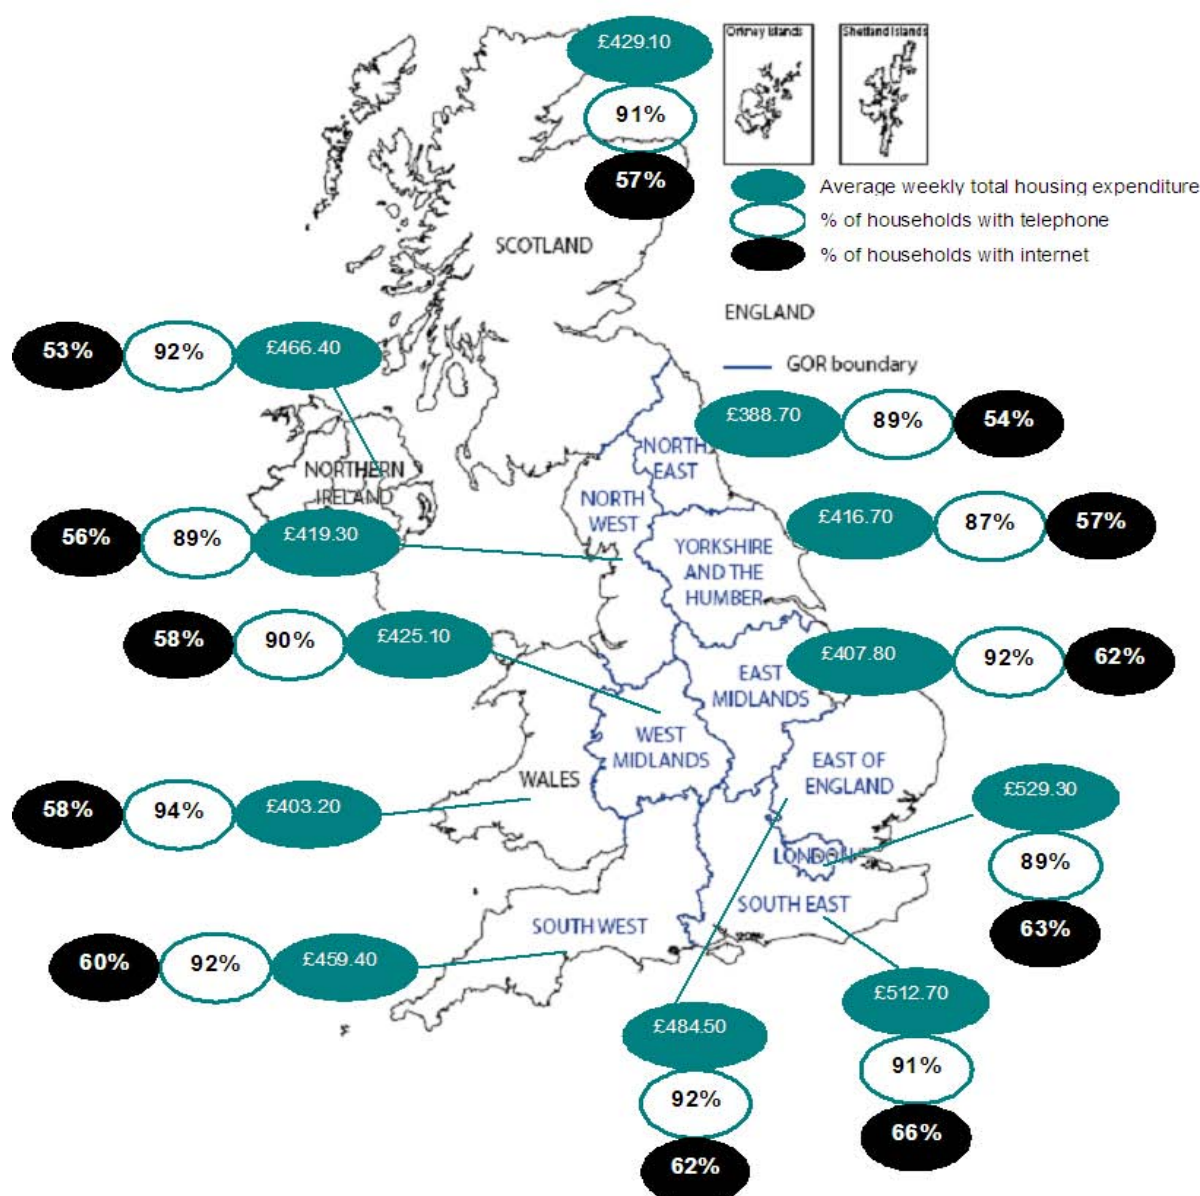 £429.10
91%
57%
Orkney Islands
Shetland Islands
Average weekly total housing expenditure
% of households with telephone
% of households with internet
SCOTLAND
ENGLAND
GOR boundary
53% 92% £466.40
£388.70 89% 54%
NORTH
EAST
NORTHERN
IRELAND
NORTH
WEST
56% 89% £419.30
£416.70 87% 57%
YORKSHIRE
AND THE
HUMBER
58% 90% £425.10
£407.80 92% 62%
EAST
MIDLANDS
WEST
MIDLANDS
EAST OF
ENGLAND
WALES
58% 94% £403.20
£529.30
89%
63%
LONDON
SOUTH EAST
SOUTH WEST
60% 92% £459.40
£512.70
91%
66%
£484.50
92%
62%